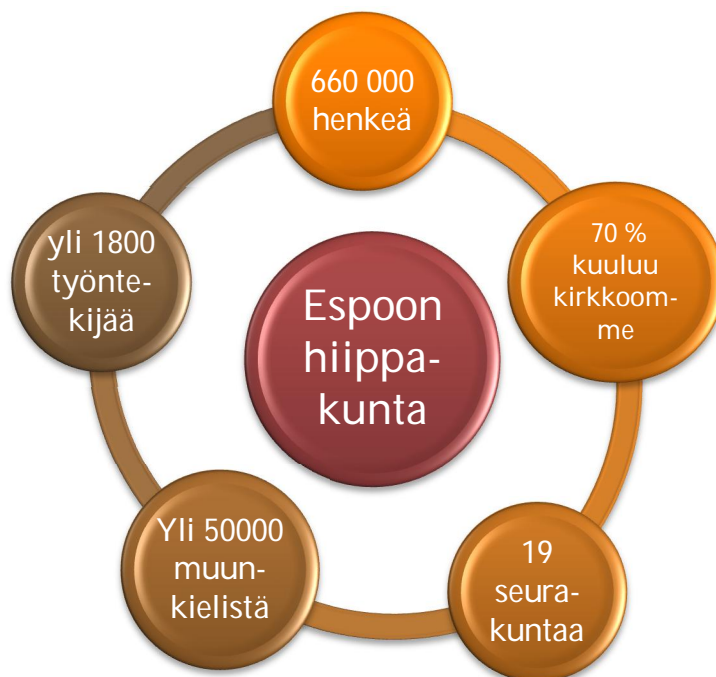 660 000
henkeä
70 %
kuuluu
kirkkoom-
me
19
seura-
kuntaa
Yli 50000
muun-
kielistä
yli 1800
työnte-
kijää
Espoon
hiippa-
kunta